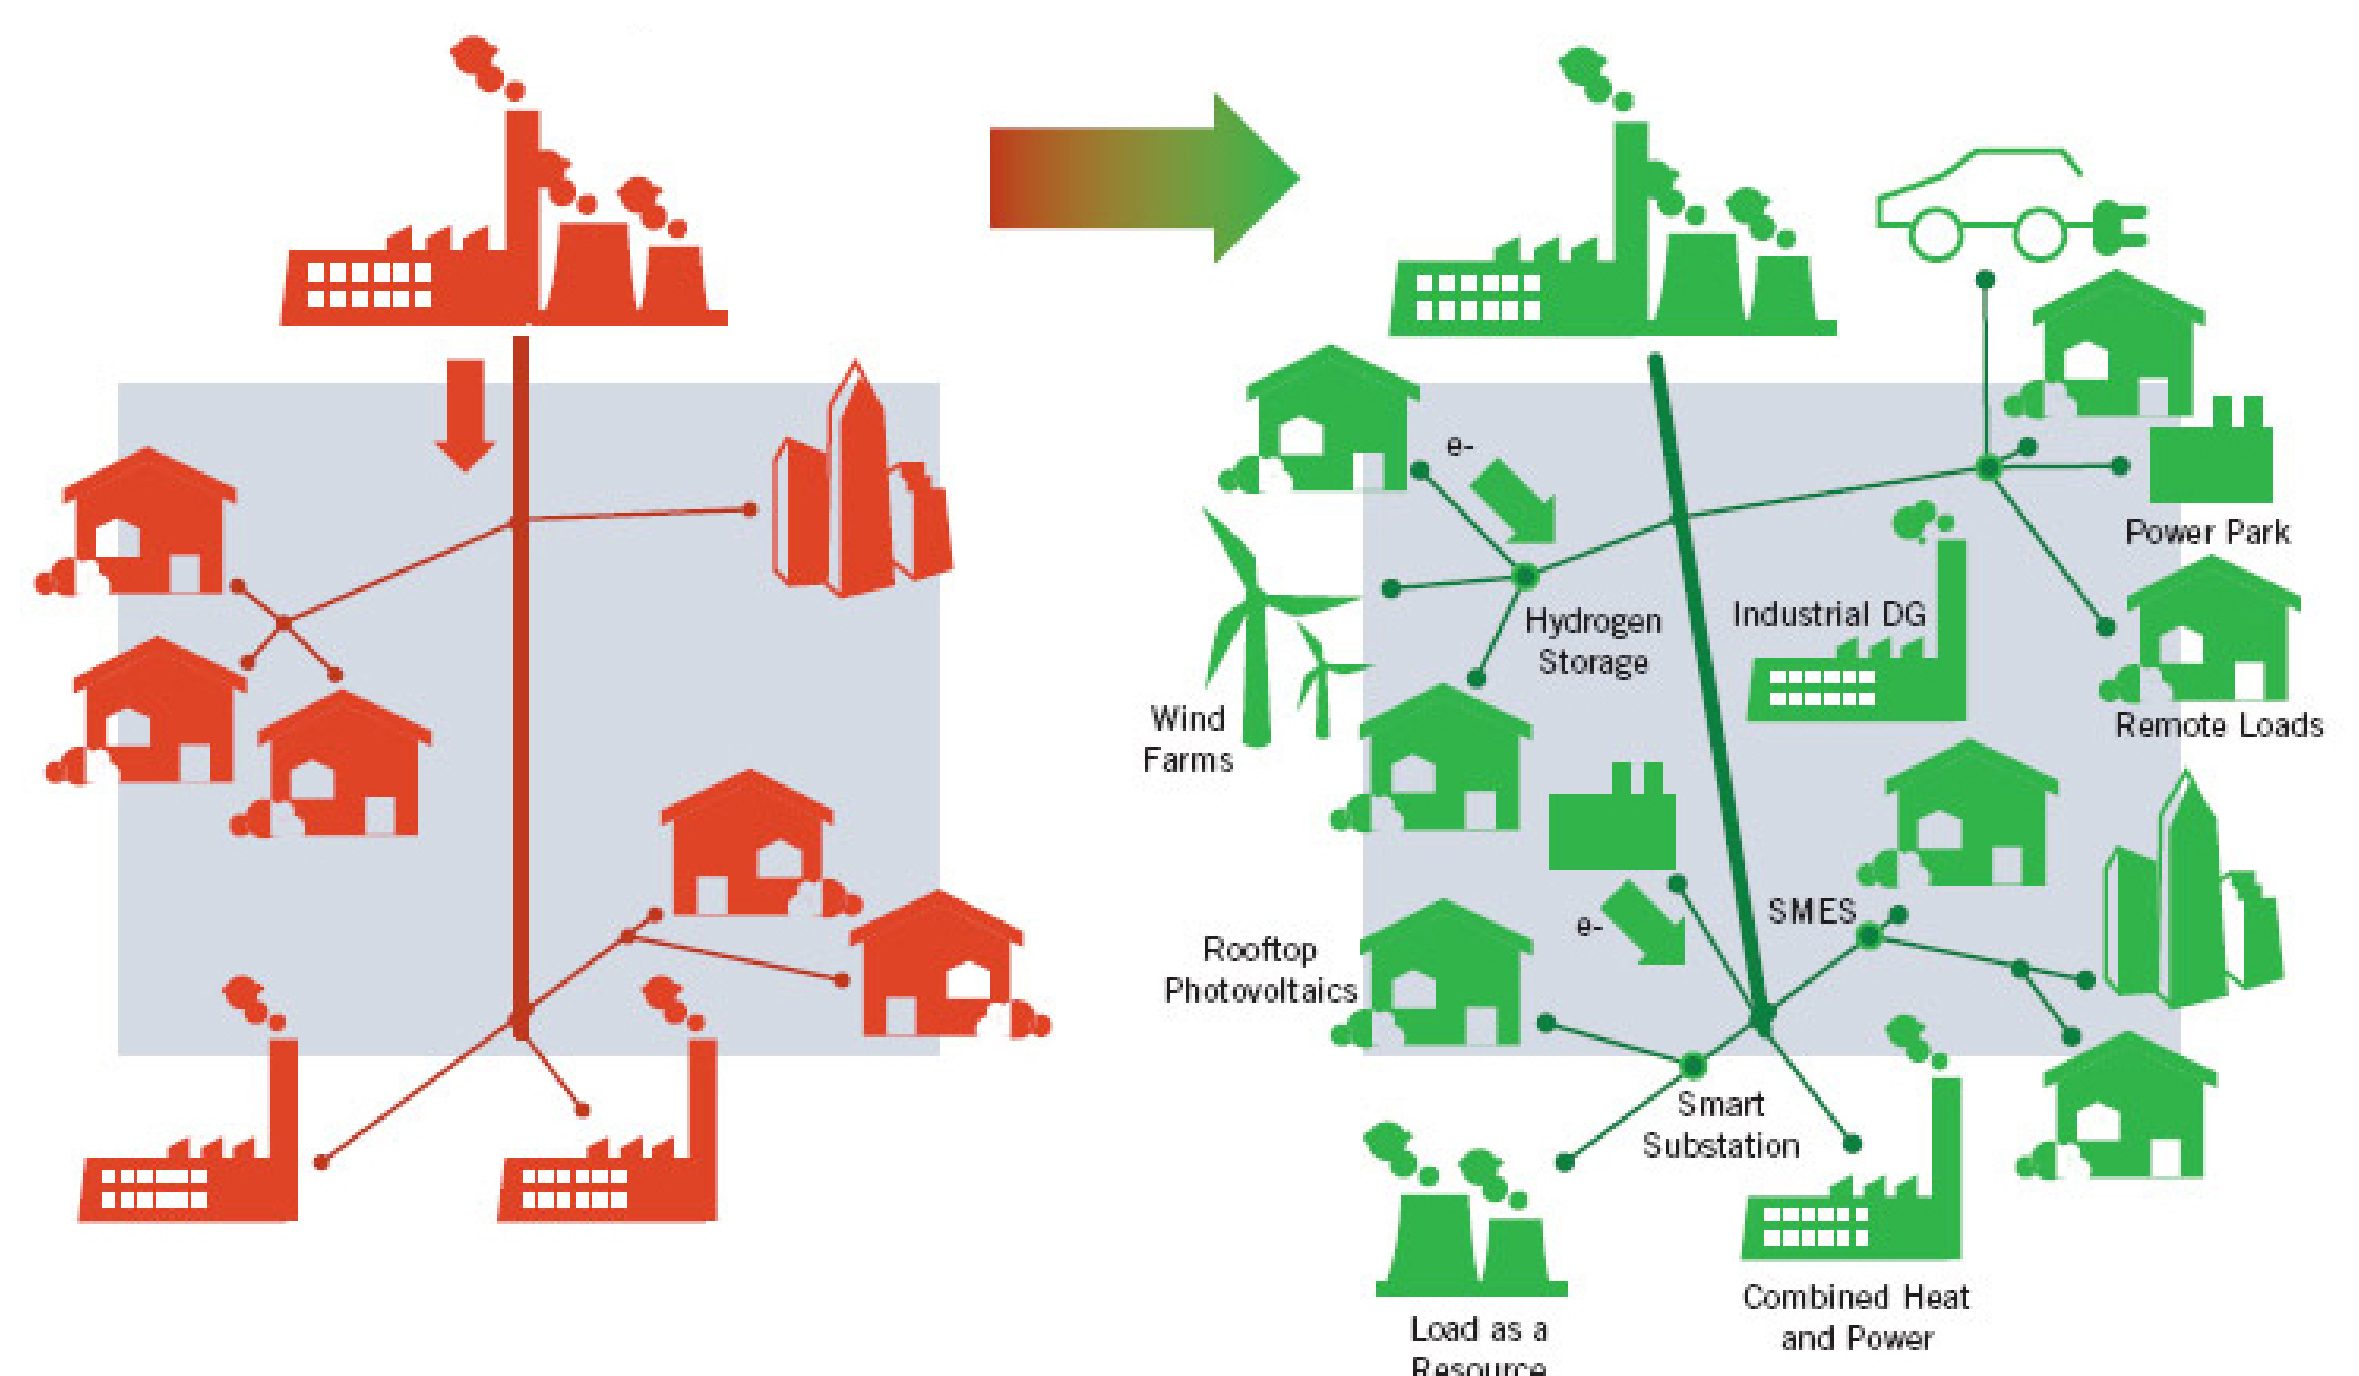 e-
Power Park
Hydrogen
Storage
Industrial DG
Wind
Farms
Remote Loads
e-
SMES
Rooftop
Photovoltaics
Smart
Substation
Combined Heat
and Power
Load as a
Resource